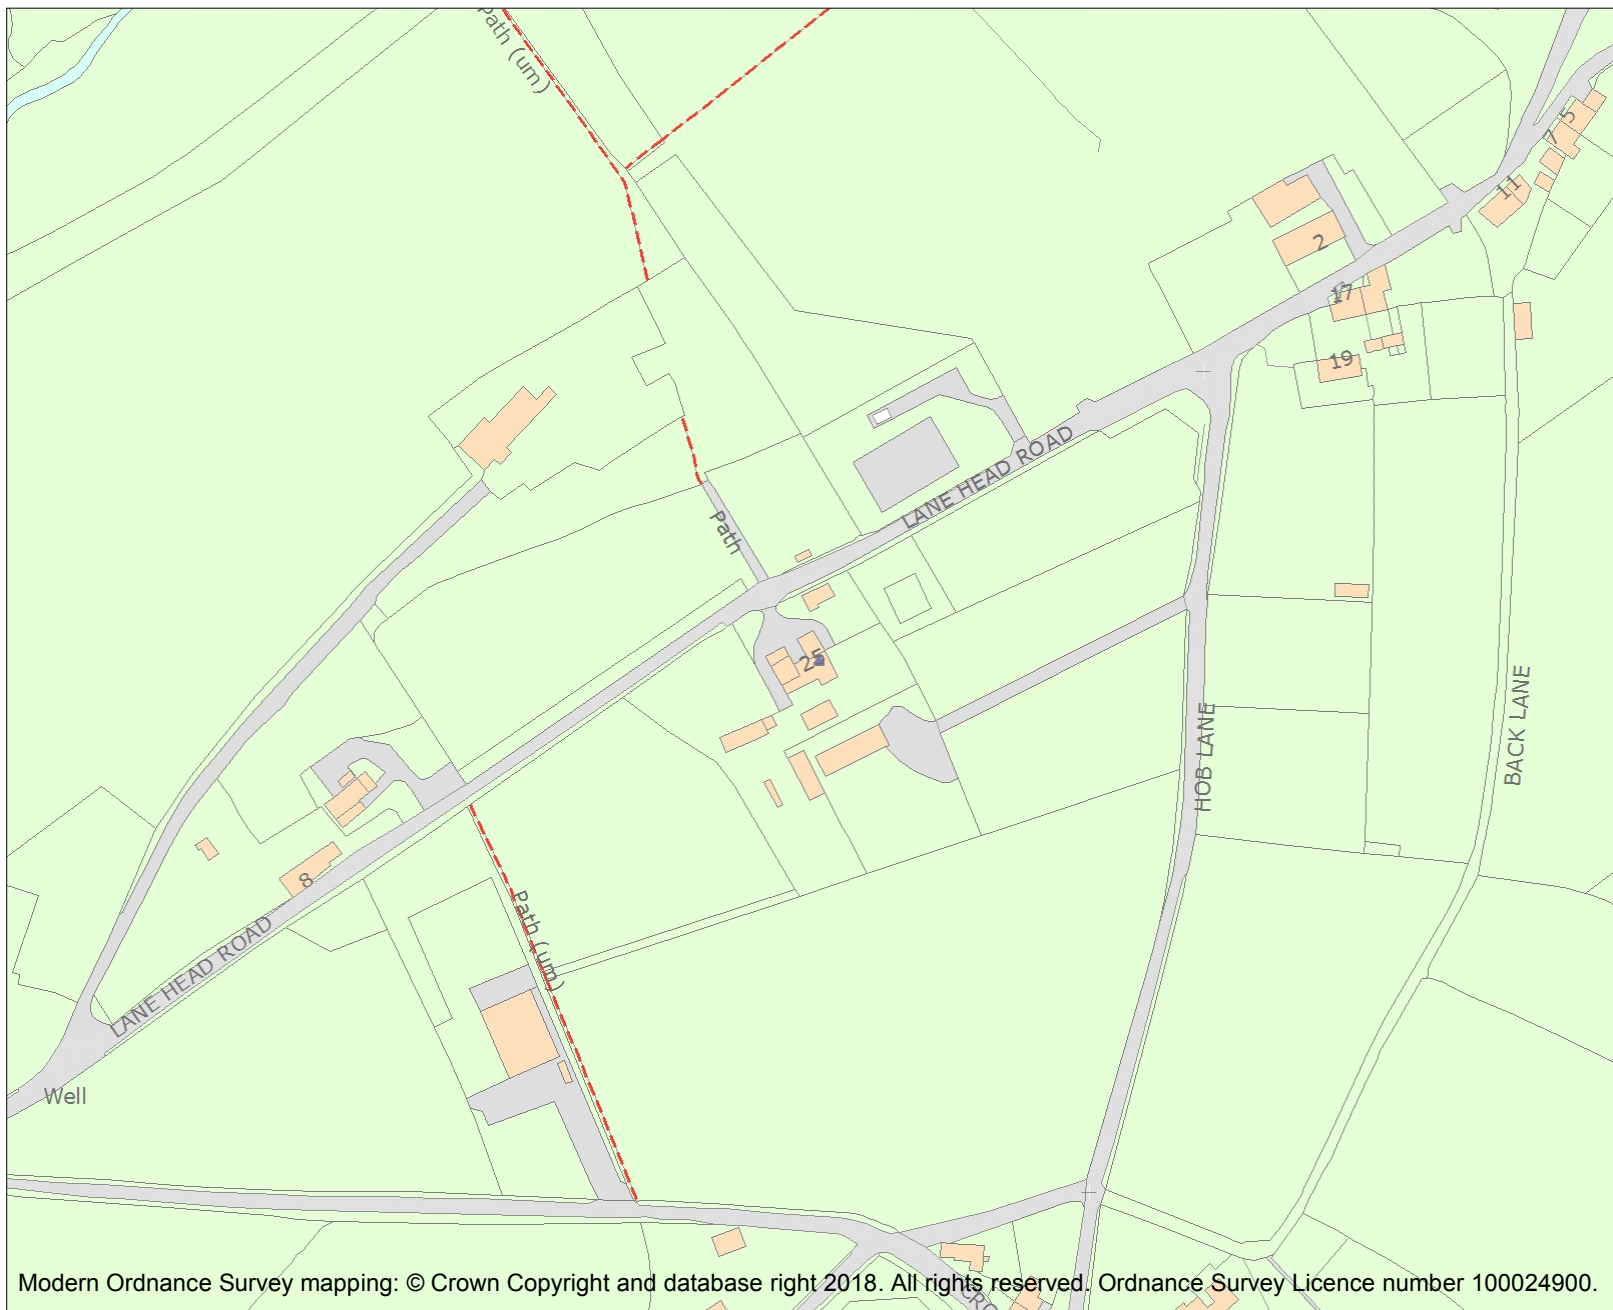 Path (um)
5
7
11
2
17
19
LANE HEAD ROAD
Path
25
BACK LANE
HOB LANE
8
Path (um)
LANE HEAD ROAD
Well
CRO
Modern Ordnance Survey mapping: © Crown Copyright and database right 2018. All rights reserved. Ordnance Survey Licence number 100024900.